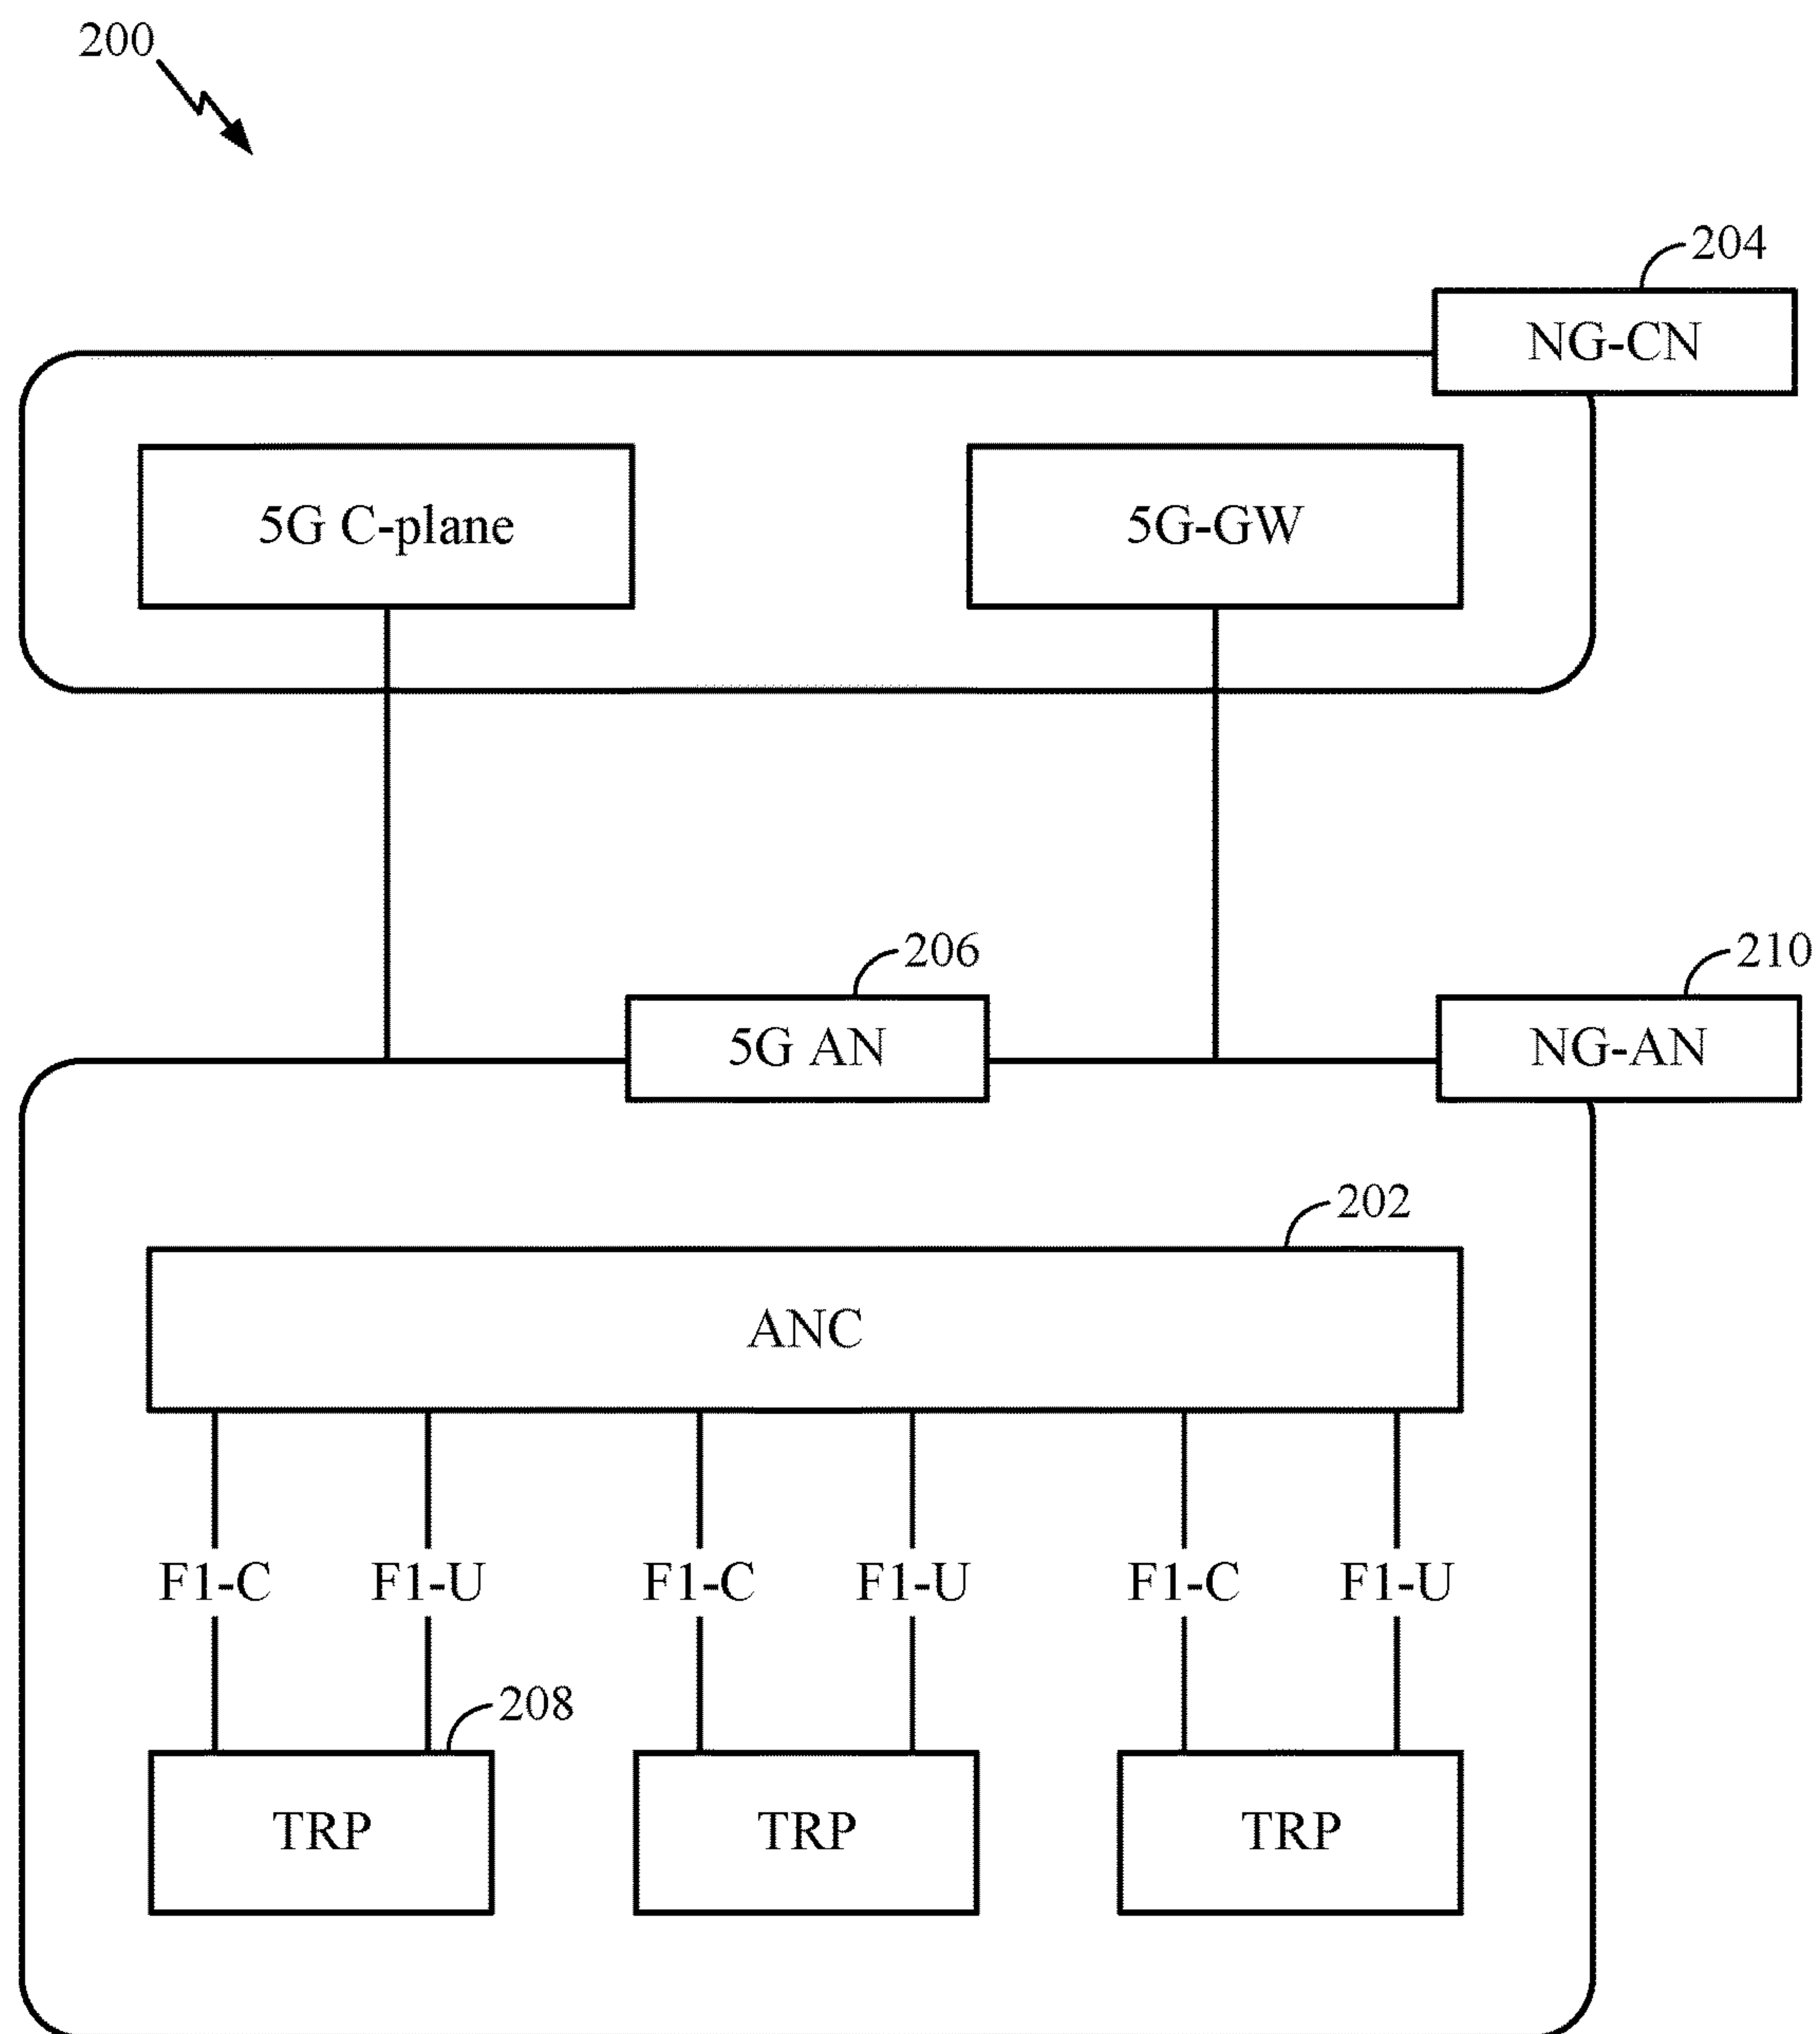 200
204
NG-CN
5G C-plane
5G-GW
206
210
5G AN
NG-AN
202
ANC
F1-C F1-U F1-C F1-U F1-C F1-U
208
TRP TRP TRP